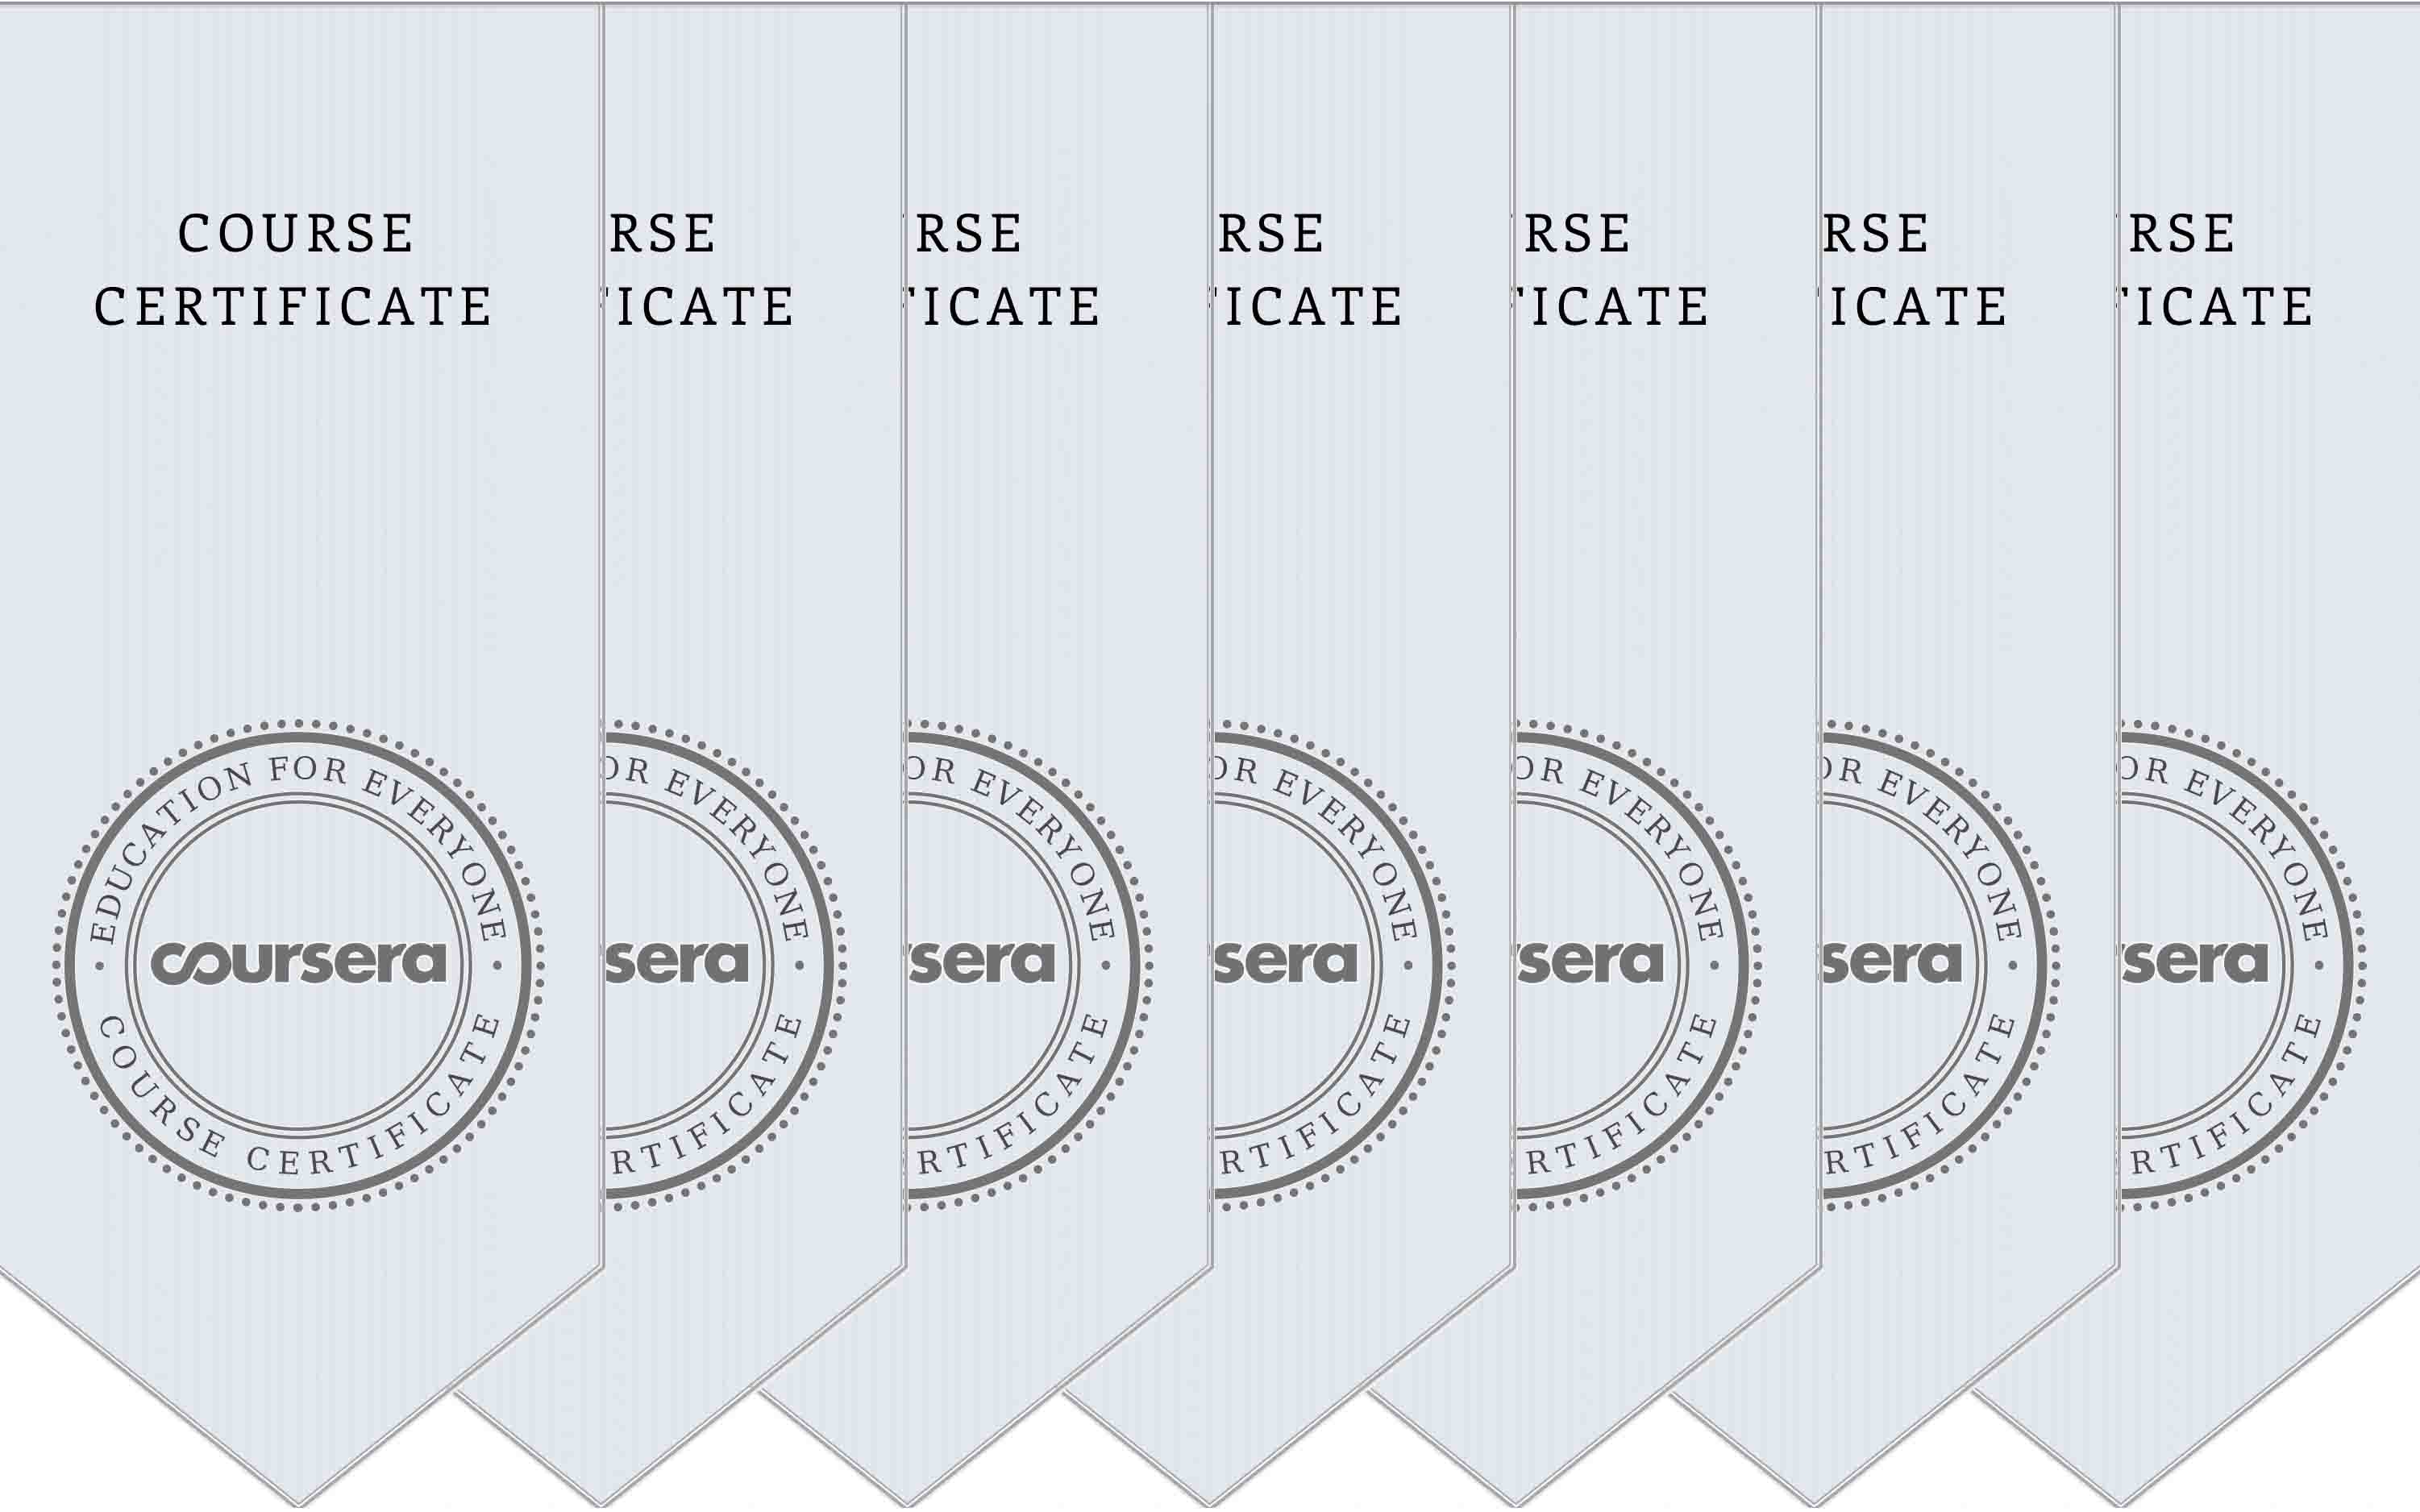 COURSE
CERTIFICATE
EDUCATION FOR EVERYONE
coursera
COURSE CERTIFICATE
RSE
ICATE
OR EVERYONE
sera
RTIFICATE
RSE
ICATE
OR EVERYONE
sera
RTIFICATE
RSE
ICATE
OR EVERYONE
sera
RTIFICATE
RSE
ICATE
OR EVERYONE
sera
RTIFICATE
RSE
ICATE
OR EVERYONE
sera
RTIFICATE
RSE
ICATE
OR EVERYONE
sera
RTIFICATE